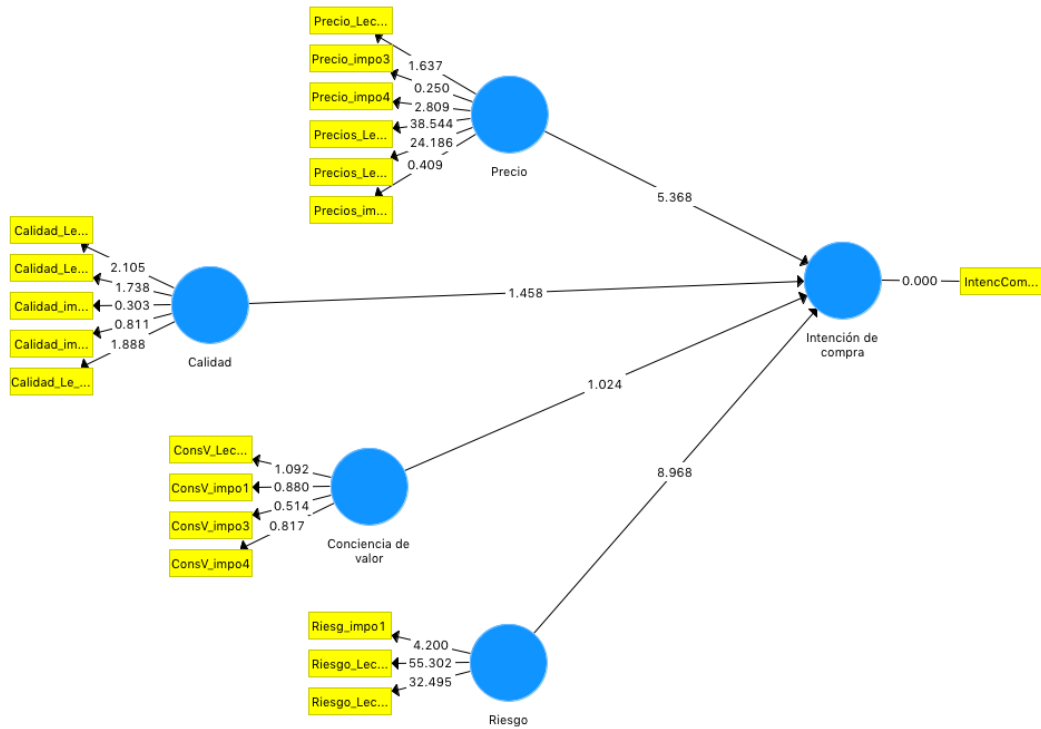 Precio_Lec...
Precio_impo3
Precio_impo4
Precios_Le...
Precios_Le...
Precios_im...
1.637
0.250
2.809
38.544
24.186
0.409
Precio
5.368
Calidad_Le...
Calidad_Le...
Calidad_im...
Calidad_im...
Calidad_Le_...
2.105
1.738
0.303
0.811
1.888
Calidad
1.458
Intención de
compra
0.000
IntencCom...
ConsV_Lec...
ConsV_impo1
ConsV_impo3
ConsV_impo4
1.092
0.880
0.514
0.817
Conciencia de
valor
1.024
Riesg_impo1
Riesgo_Lec...
Riesgo_Lec...
4.200
55.302
32.495
Riesgo
8.968